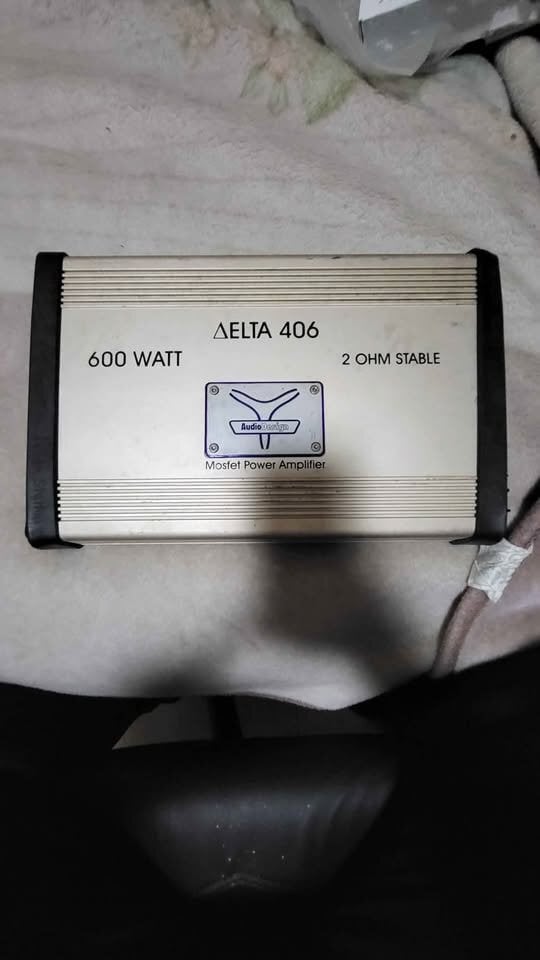 ΔELTA 406
600 WATT
2 OHM STABLE
AudioDesign
Mosfet Power Amplifier